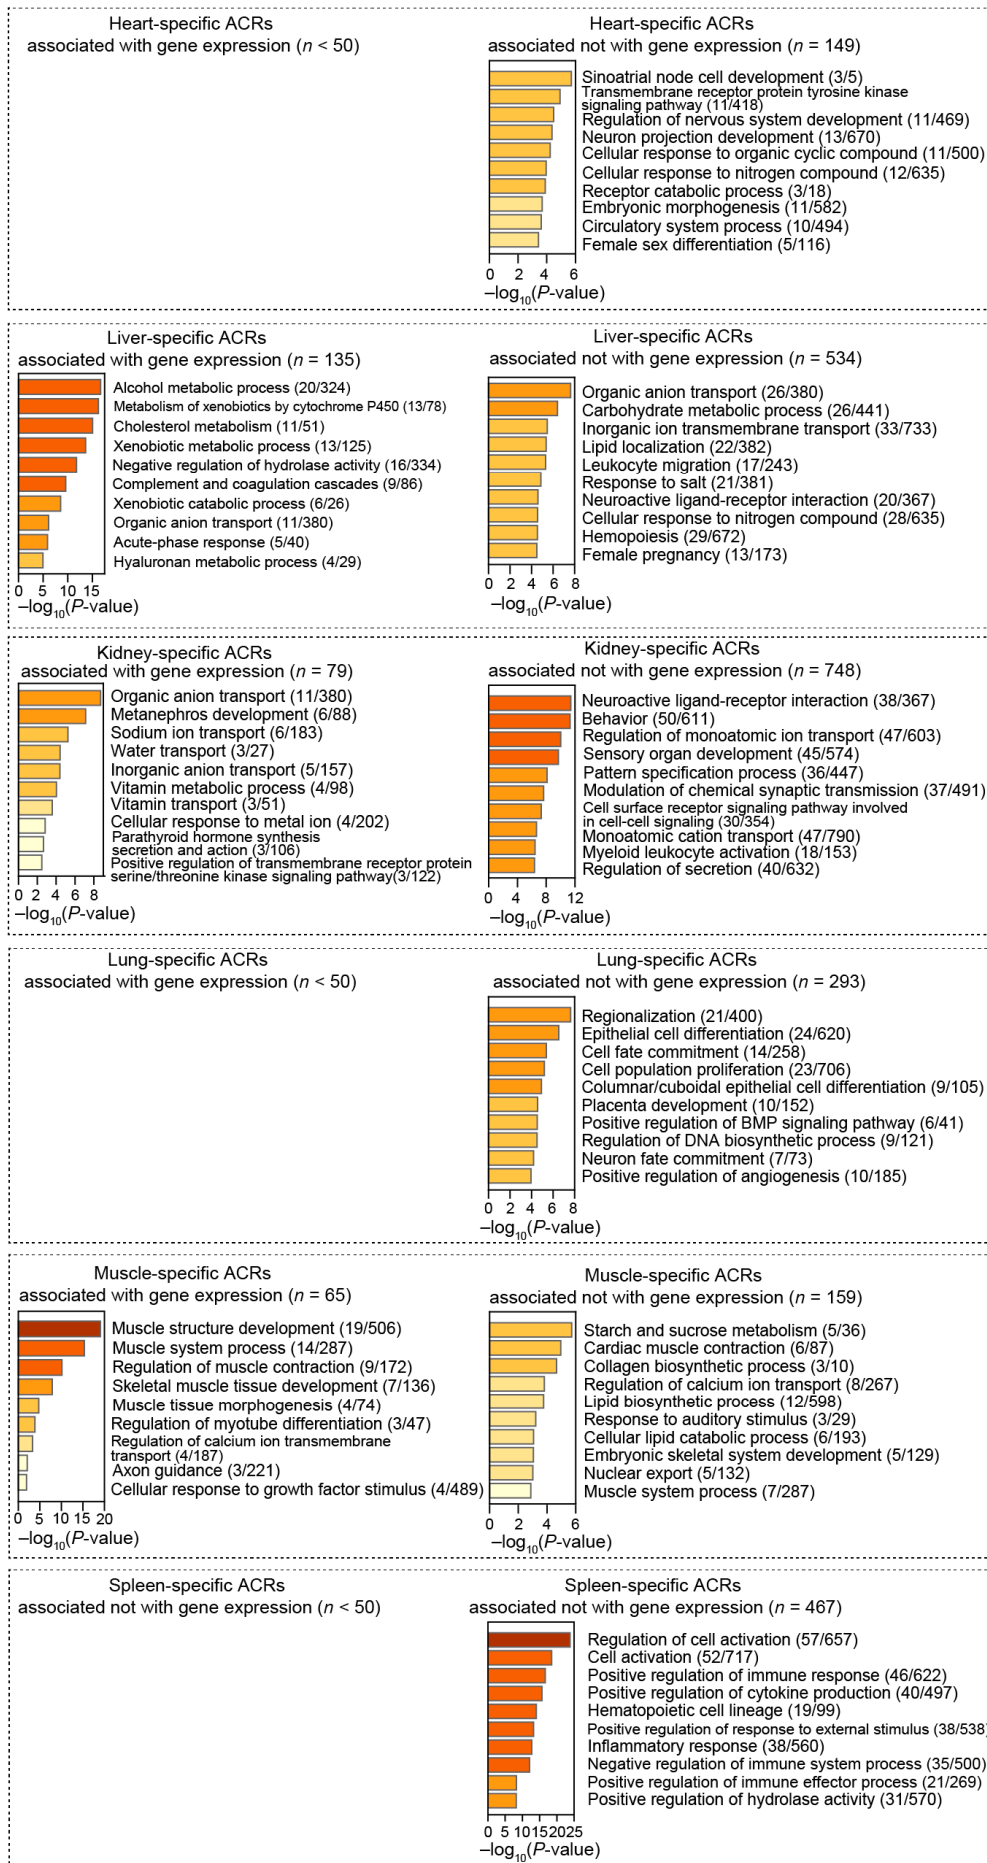 Heart-specific ACRs
associated with gene expression (n < 50)
Heart-specific ACRs
associated not with gene expression (n = 149)
Sinoatrial node cell development (3/5)
Transmembrane receptor protein tyrosine kinase
signaling pathway (11/418)
Regulation of nervous system development (11/469)
Neuron projection development (13/670)
Cellular response to organic cyclic compound (11/500)
Cellular response to nitrogen compound (12/635)
Receptor catabolic process (3/18)
Embryonic morphogenesis (11/582)
Circulatory system process (10/494)
Female sex differentiation (5/116)
0 2 4 6
–log10(P-value)
Liver-specific ACRs
associated with gene expression (n = 135)
Alcohol metabolic process (20/324)
Metabolism of xenobiotics by cytochrome P450 (13/78)
Cholesterol metabolism (11/51)
Xenobiotic metabolic process (13/125)
Negative regulation of hydrolase activity (16/334)
Complement and coagulation cascades (9/86)
Xenobiotic catabolic process (6/26)
Organic anion transport (11/380)
Acute-phase response (5/40)
Hyaluronan metabolic process (4/29)
0 5 10 15
–log10(P-value)
Liver-specific ACRs
associated not with gene expression (n = 534)
Organic anion transport (26/380)
Carbohydrate metabolic process (26/441)
Inorganic ion transmembrane transport (33/733)
Lipid localization (22/382)
Leukocyte migration (17/243)
Response to salt (21/381)
Neuroactive ligand-receptor interaction (20/367)
Cellular response to nitrogen compound (28/635)
Hemopoiesis (29/672)
Female pregnancy (13/173)
0 2 4 6 8
–log10(P-value)
Kidney-specific ACRs
associated with gene expression (n = 79)
Organic anion transport (11/380)
Metanephros development (6/88)
Sodium ion transport (6/183)
Water transport (3/27)
Inorganic anion transport (5/157)
Vitamin metabolic process (4/98)
Vitamin transport (3/51)
Cellular response to metal ion (4/202)
Parathyroid hormone synthesis
secretion and action (3/106)
Positive regulation of transmembrane receptor protein
serine/threonine kinase signaling pathway(3/122)
0 2 4 6 8
–log10(P-value)
Kidney-specific ACRs
associated not with gene expression (n = 748)
Neuroactive ligand-receptor interaction (38/367)
Behavior (50/611)
Regulation of monoatomic ion transport (47/603)
Sensory organ development (45/574)
Pattern specification process (36/447)
Modulation of chemical synaptic transmission (37/491)
Cell surface receptor signaling pathway involved
in cell-cell signaling (30/354)
Monoatomic cation transport (47/790)
Myeloid leukocyte activation (18/153)
Regulation of secretion (40/632)
0 4 8 12
–log10(P-value)
Lung-specific ACRs
associated with gene expression (n < 50)
Lung-specific ACRs
associated not with gene expression (n = 293)
Regionalization (21/400)
Epithelial cell differentiation (24/620)
Cell fate commitment (14/258)
Cell population proliferation (23/706)
Columnar/cuboidal epithelial cell differentiation (9/105)
Placenta development (10/152)
Positive regulation of BMP signaling pathway (6/41)
Regulation of DNA biosynthetic process (9/121)
Neuron fate commitment (7/73)
Positive regulation of angiogenesis (10/185)
0 2 4 6 8
–log10(P-value)
Muscle-specific ACRs
associated with gene expression (n = 65)
Muscle structure development (19/506)
Muscle system process (14/287)
Regulation of muscle contraction (9/172)
Skeletal muscle tissue development (7/136)
Muscle tissue morphogenesis (4/74)
Regulation of myotube differentiation (3/47)
Regulation of calcium ion transmembrane
transport (4/187)
Axon guidance (3/221)
Cellular response to growth factor stimulus (4/489)
0 5 10 15 20
–log10(P-value)
Muscle-specific ACRs
associated not with gene expression (n = 159)
Starch and sucrose metabolism (5/36)
Cardiac muscle contraction (6/87)
Collagen biosynthetic process (3/10)
Regulation of calcium ion transport (8/267)
Lipid biosynthetic process (12/598)
Response to auditory stimulus (3/29)
Cellular lipid catabolic process (6/193)
Embryonic skeletal system development (5/129)
Nuclear export (5/132)
Muscle system process (7/287)
0 2 4 6
–log10(P-value)
Spleen-specific ACRs
associated not with gene expression (n < 50)
Spleen-specific ACRs
associated not with gene expression (n = 467)
Regulation of cell activation (57/657)
Cell activation (52/717)
Positive regulation of immune response (46/622)
Positive regulation of cytokine production (40/497)
Hematopoietic cell lineage (19/99)
Positive regulation of response to external stimulus (38/538)
Inflammatory response (38/560)
Negative regulation of immune system process (35/500)
Positive regulation of immune effector process (21/269)
Positive regulation of hydrolase activity (31/570)
0 5 10 15 20 25
–log10(P-value)